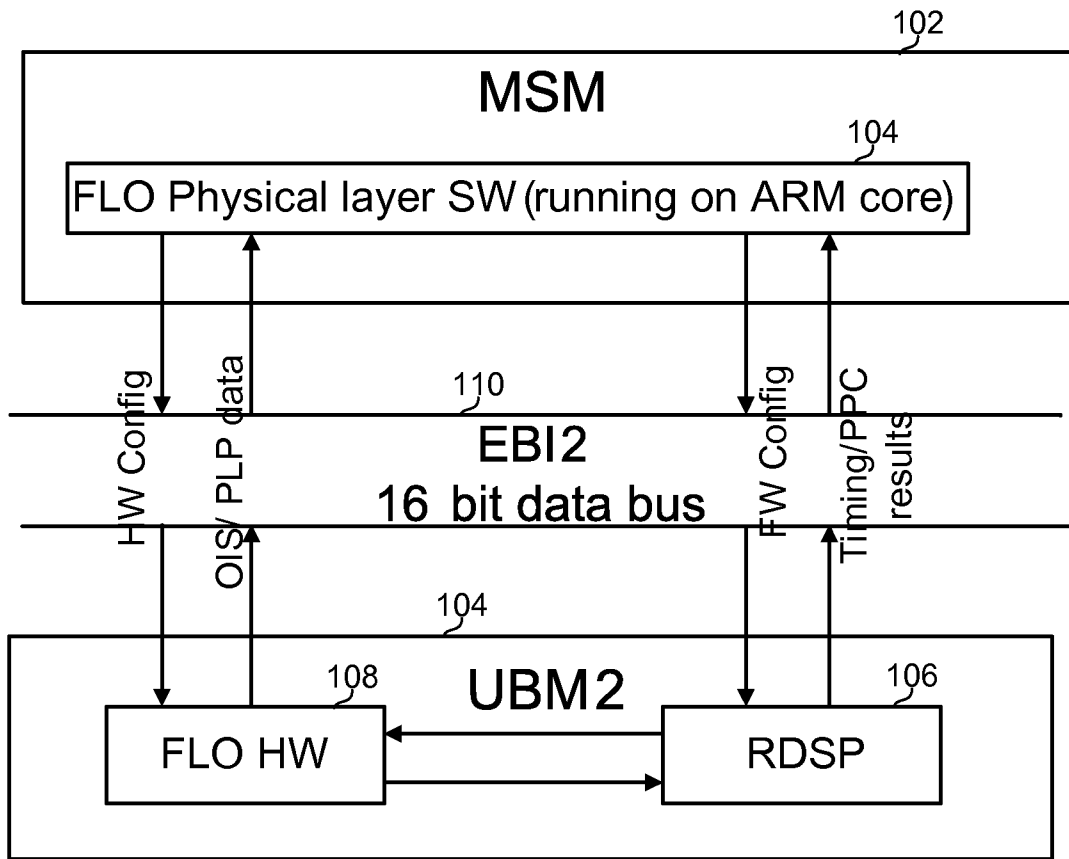 102
MSM
104
FLO Physical layer SW (running on ARM core)
HW Config
OIS/ PLP data
110
FW Config
Timing/PPC
results
EBI2
16 bit data bus
104
UBM2
108
FLO HW
106
RDSP